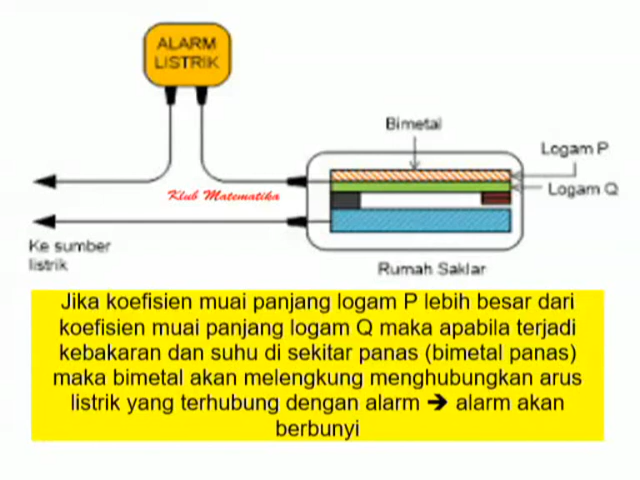 ALARM
LISTRIK
Bimetal
Logam P
Logam Q
Klub Matematika
Ke sumber
listrik
Rumah Saklar
Jika koefisien muai panjang logam P lebih besar dari
koefisien muai panjang logam Q maka apabila terjadi
kebakaran dan suhu di sekitar panas (bimetal panas)
maka bimetal akan melengkung menghubungkan arus
listrik yang terhubung dengan alarm ➔ alarm akan
berbunyi